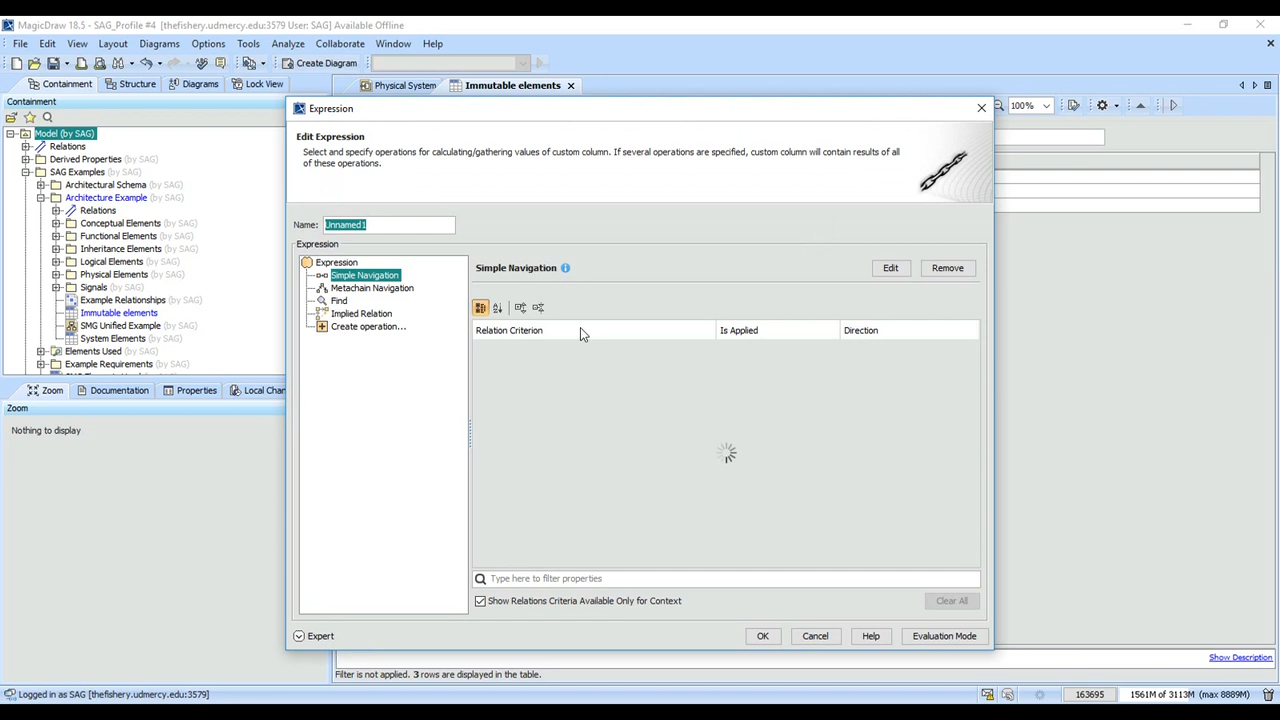 MagicDraw 18.5 - SAG_Profile #4 [thefishery.udmercy.edu:3579 User: SAG] Available Offline
File Edit View Layout Diagrams Options Tools Analyze Collaborate Window Help
Create Diagram
Containment Structure Diagrams Lock View
Physical System Immutable elements
Containment
100%
Model (by SAG)
Relations
Derived Properties (by SAG)
SAG Examples (by SAG)
Architectural Schema (by SAG)
Architecture Example (by SAG)
Relations
Conceptual Elements (by SAG)
Functional Elements (by SAG)
Inheritance Elements (by SAG)
Logical Elements (by SAG)
Physical Elements (by SAG)
Signals (by SAG)
Example Relationships (by SAG)
Immutable elements (by SAG)
SMG Unified Example (by SAG)
System Elements (by SAG)
Elements Used (by SAG)
Example Requirements (by SAG)
Zoom Documentation Properties Local Char
Zoom
Nothing to display
Expression
Edit Expression
Select and specify operations for calculating/gathering values of custom column. If several operations are specified, custom column will contain results of all
of these operations.
Name: Unnamed1
Expression
Expression
Simple Navigation
Metachain Navigation
Find
Implied Relation
Create operation...
Simple Navigation
Edit Remove
Relation Criterion Is Applied Direction
Type here to filter properties
Show Relations Criteria Available Only for Context
Clear All
Expert
OK Cancel Help Evaluation Mode
Show Description
Filter is not applied. 3 rows are displayed in the table.
Logged in as SAG [thefishery.udmercy.edu:3579]
163695 1561M of 3113M (max 8889M)